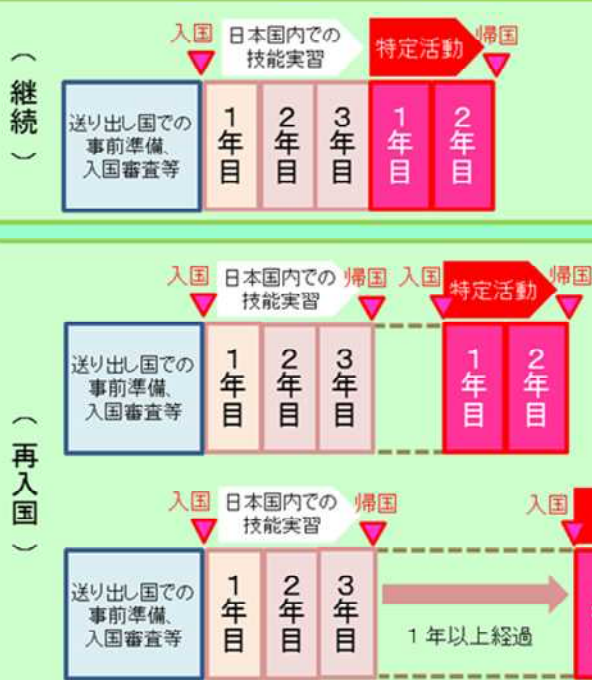 （継続）
入国
日本国内での
技能実習
特定活動
帰国
送り出し国での
事前準備、
入国審査等
1年目
2年目
3年目
1年目
2年目
（再入国）
入国
日本国内での
技能実習
帰国
入国
特定活動
帰国
送り出し国での
事前準備、
入国審査等
1年目
2年目
3年目
1年目
2年目
入国
日本国内での
技能実習
帰国
入国
送り出し国での
事前準備、
入国審査等
1年目
2年目
3年目
1年以上経過